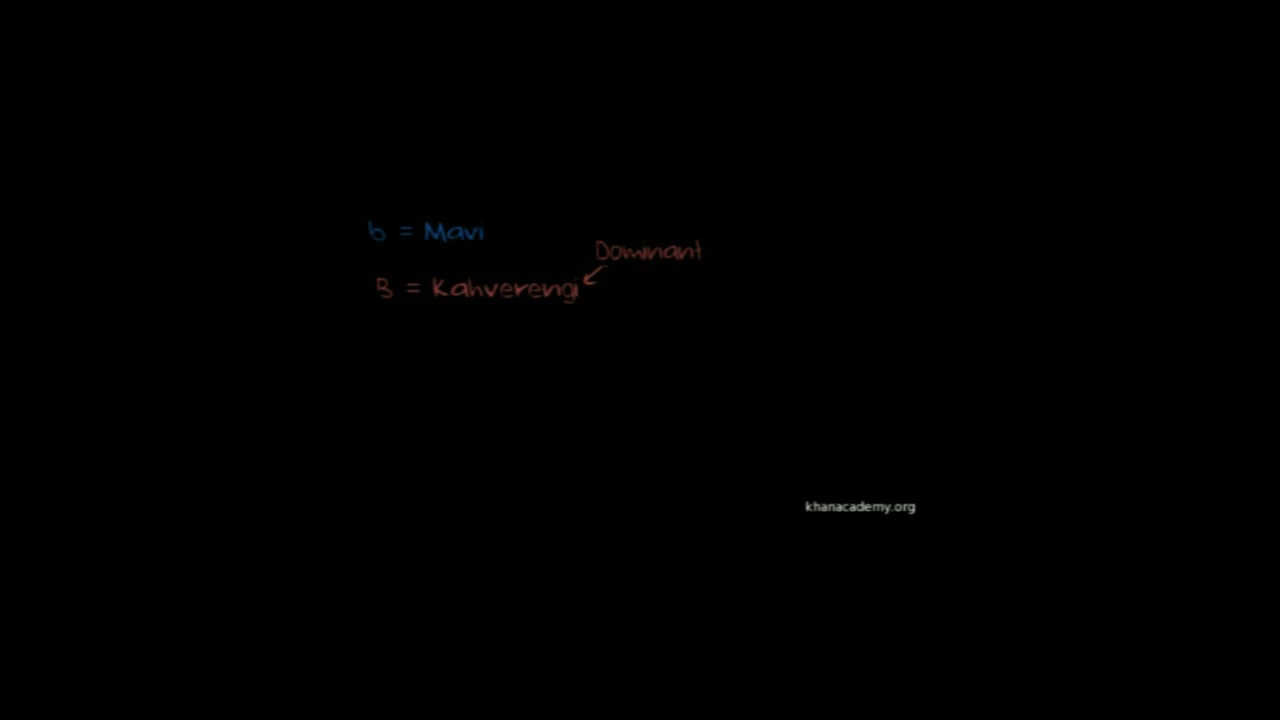 b = Mavi
Dominant
B = Kahverengi
khanacademy.org